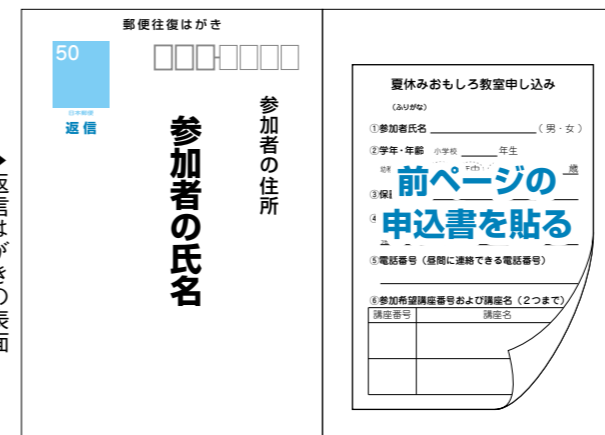 ▶返信はがきの表面
郵便往復はがき
50
日本郵便
返信
参加者の住所
参加者の氏名
夏休みおもしろ教室申し込み
（ふりがな）
①参加者氏名（男・女）
②学年・年齢 小学校 年生
歳
③保
前ページの
申込書を貼る
④
⑤電話番号（昼間に連絡できる電話番号）
⑥参加希望講座番号および講座名（２つまで）
講座番号 講座名